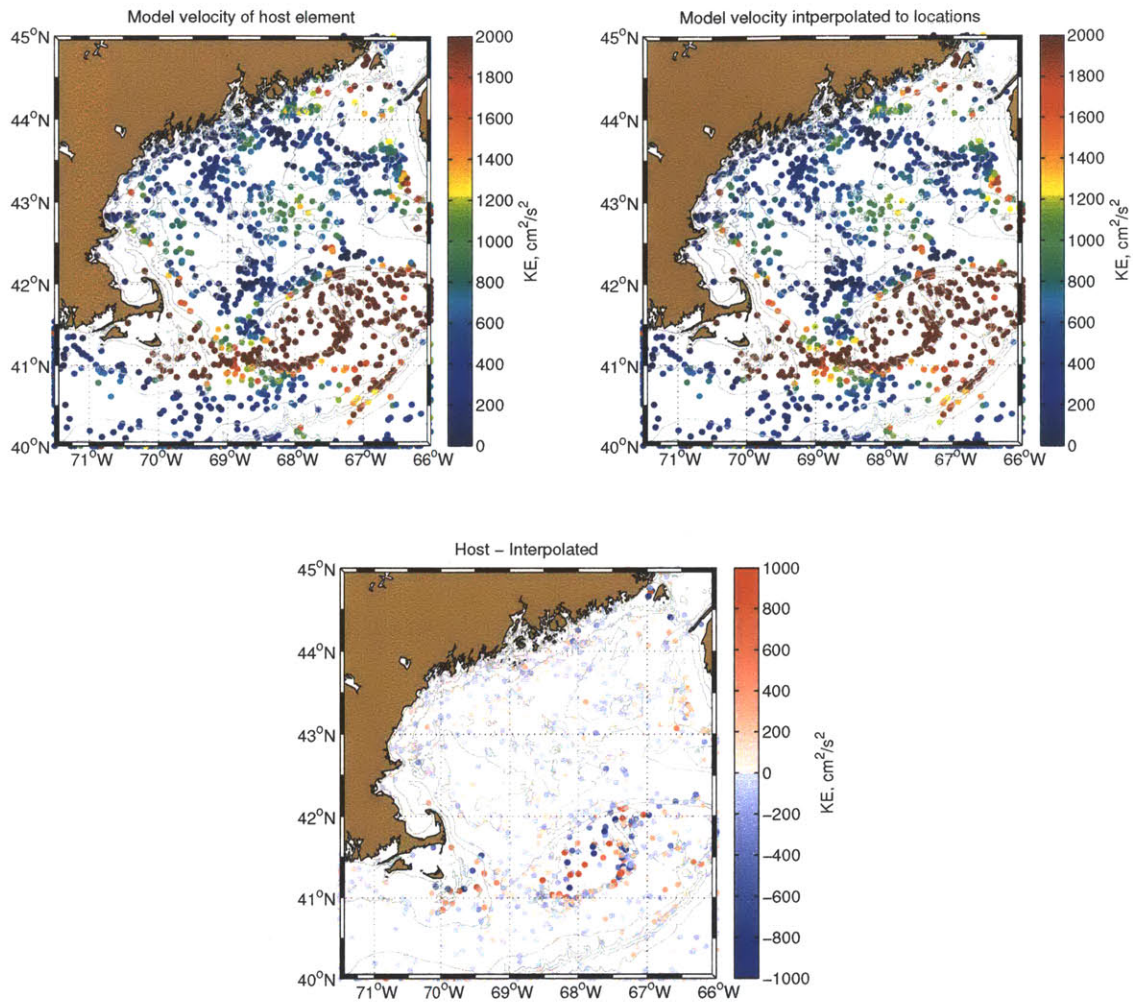 Model velocity of host element
45°N
44°N
43°N
42°N
41°N
40°N
71°W 70°W 69°W 68°W 67°W 66°W
2000
1800
1600
1400
1200
1000
800
600
400
200
0
KE, cm²/s²
Model velocity intperpolated to locations
45°N
44°N
43°N
42°N
41°N
40°N
71°W 70°W 69°W 68°W 67°W 66°W
2000
1800
1600
1400
1200
1000
800
600
400
200
0
KE, cm²/s²
Host − Interpolated
45°N
44°N
43°N
42°N
41°N
40°N
71°W 70°W 69°W 68°W 67°W 66°W
1000
800
600
400
200
0
−200
−400
−600
−800
−1000
KE, cm²/s²